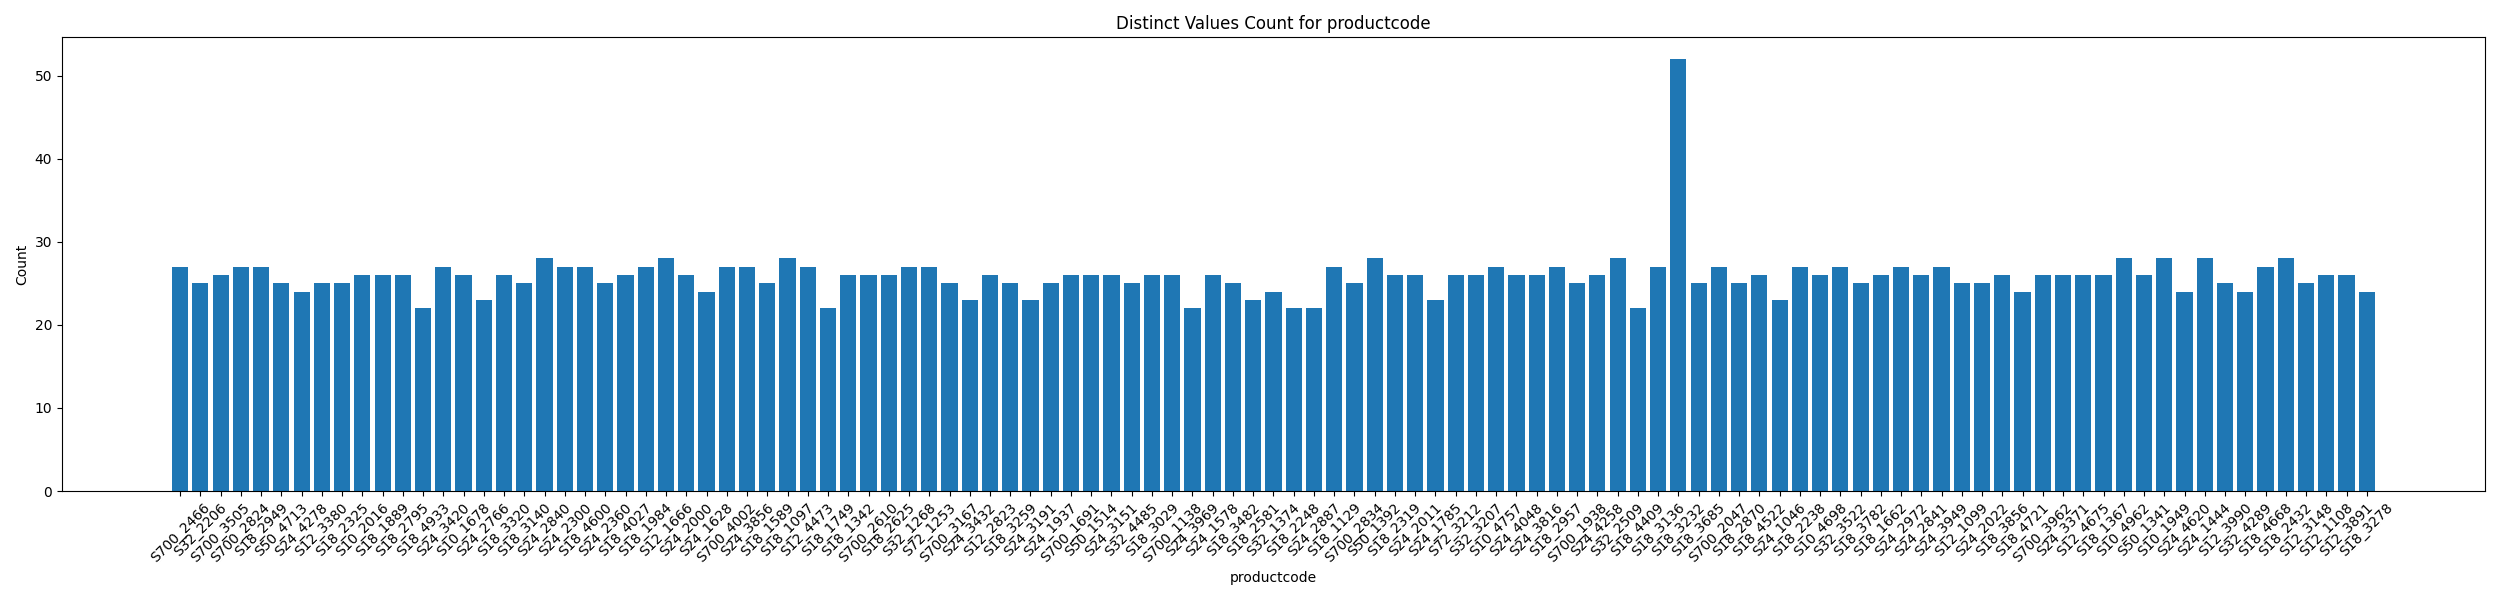 Distinct Values Count for productcode
Count
50
40
30
20
10
0
S700_2466
S32_2206
S700_3505
S700_2824
S18_2949
S50_4713
S24_4278
S12_3380
S18_2325
S10_2016
S18_1889
S18_2795
S18_4933
S24_3420
S10_1678
S24_2766
S18_3320
S18_3140
S24_2840
S24_2300
S18_4600
S24_2360
S18_4027
S18_1984
S12_1666
S24_2000
S24_1628
S700_4002
S24_3856
S18_1589
S18_1097
S12_4473
S18_1749
S18_1342
S700_2610
S18_2625
S32_1268
S72_1253
S700_3167
S24_3432
S12_2823
S18_3259
S24_3191
S24_1937
S700_1691
S50_1514
S24_3151
S32_4485
S18_3029
S700_1138
S24_3969
S24_1578
S18_3482
S18_2581
S32_1374
S18_2248
S24_2887
S18_1129
S700_2834
S50_1392
S18_2319
S24_2011
S24_1785
S72_3212
S32_3207
S10_4757
S24_4048
S24_3816
S18_2957
S700_1938
S24_4258
S32_2509
S18_4409
S18_3136
S18_3232
S18_3685
S700_2047
S18_2870
S18_4522
S24_1046
S18_2238
S10_4698
S32_3522
S18_3782
S18_1662
S24_2972
S24_2841
S24_3949
S12_1099
S24_2022
S18_3856
S18_4721
S700_3962
S24_3371
S12_4675
S18_1367
S10_4962
S50_1341
S10_1949
S24_4620
S24_1444
S12_3990
S32_4289
S18_4668
S18_2432
S12_3148
S12_1108
S12_3891
S18_3278
productcode